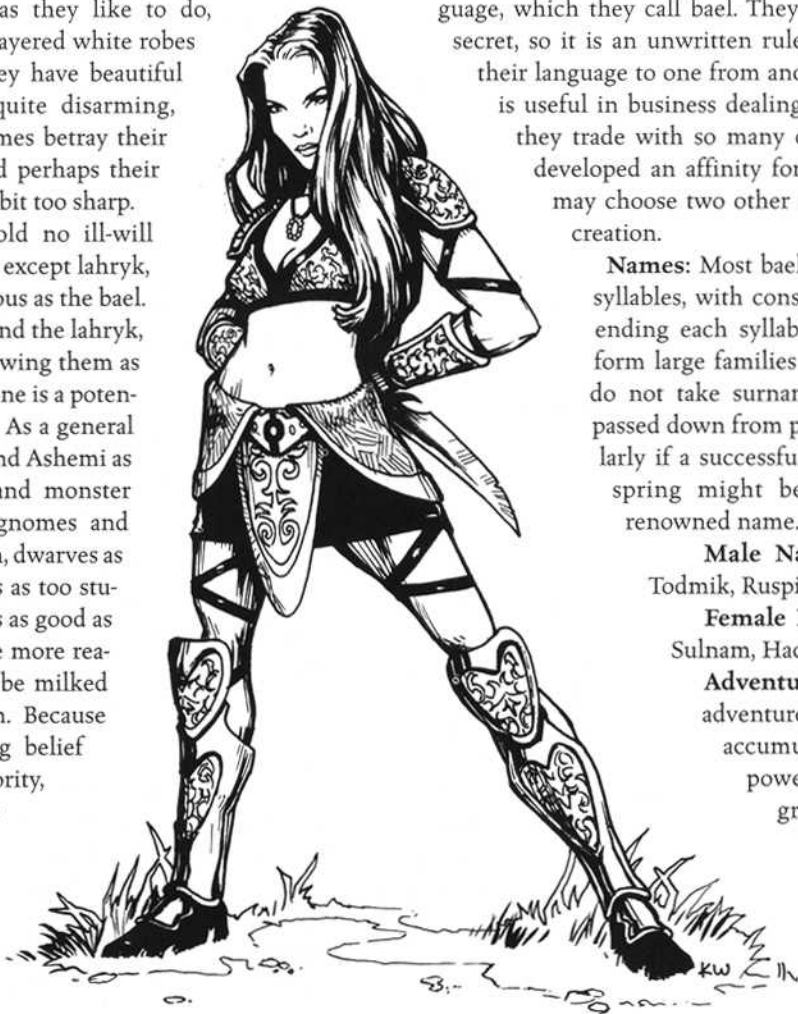 as they like to do,
ayered white robes
ey have beautiful
quite disarming,
mes betray their
d perhaps their
bit too sharp.
old no ill-will
except lahryk,
ous as the bael.
nd the lahryk,
wing them as
ne is a poten-
As a general
nd Ashemi as
and monster
gnomes and
, dwarves as
s as too stu-
s as good as
e more rea-
be milked
n. Because
g belief
ority,
guage, which they call bael. They
secret, so it is an unwritten rule
their language to one from ano
is useful in business dealing
they trade with so many
developed an affinity for
may choose two other
creation.
Names: Most bael
syllables, with cons
ending each syllab
form large families
do not take surnar
passed down from p
larly if a successfu
spring might be
renowned name.
Male Na
Todmik, Ruspi
Female
Sulnam, Had
Adventu
adventure
accumu
powe
gr
KW